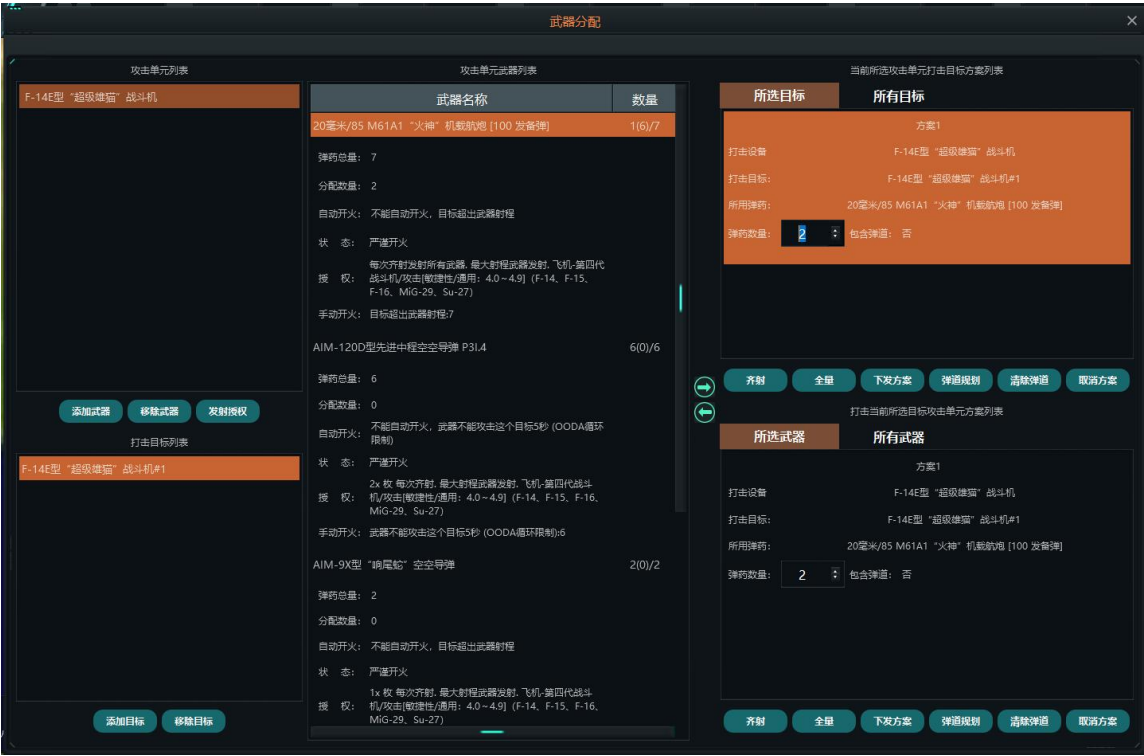 武器分配
攻击单元列表
F-14E型 “超级雄猫” 战斗机
添加武器 移除武器 发射授权
打击目标列表
F-14E型 “超级雄猫” 战斗机#1
添加目标 移除目标
攻击单元武器列表
武器名称 数量
20毫米/85 M61A1 “火神” 机载航炮 [100 发备弹] 1(6)/7
弹药总量: 7
分配数量: 2
自动开火: 不能自动开火, 目标超出武器射程
状 态: 严谨开火
每次齐射发射所有武器. 最大射程武器发射. 飞机-第四代
授 权: 战斗机/攻击[敏捷性/通用: 4.0~4.9] (F-14、F-15、
F-16、MiG-29、Su-27)
手动开火: 目标超出武器射程:7
AIM-120D型先进中程空空导弹 P3I.4 6(0)/6
弹药总量: 6
分配数量: 0
自动开火: 不能自动开火, 武器不能攻击这个目标5秒 (OODA循环
限制)
状 态: 严谨开火
2x 枚 每次齐射. 最大射程武器发射. 飞机-第四代战斗
授 权: 机/攻击[敏捷性/通用: 4.0~4.9] (F-14、F-15、F-16、
MiG-29、Su-27)
手动开火: 武器不能攻击这个目标5秒 (OODA循环限制):6
AIM-9X型 “响尾蛇” 空空导弹 2(0)/2
弹药总量: 2
分配数量: 0
自动开火: 不能自动开火, 目标超出武器射程
状 态: 严谨开火
1x 枚 每次齐射. 最大射程武器发射. 飞机-第四代战斗
授 权: 机/攻击[敏捷性/通用: 4.0~4.9] (F-14、F-15、F-16、
MiG-29、Su-27)
当前所选攻击单元打击目标方案列表
所选目标 所有目标
方案1
打击设备 F-14E型 “超级雄猫” 战斗机
打击目标: F-14E型 “超级雄猫” 战斗机#1
所用弹药: 20毫米/85 M61A1 “火神” 机载航炮 [100 发备弹]
弹药数量: 2 包含弹道: 否
齐射 全量 下发方案 弹道规划 清除弹道 取消方案
打击当前所选目标攻击单元方案列表
所选武器 所有武器
方案1
打击设备 F-14E型 “超级雄猫” 战斗机
打击目标: F-14E型 “超级雄猫” 战斗机#1
所用弹药: 20毫米/85 M61A1 “火神” 机载航炮 [100 发备弹]
弹药数量: 2 包含弹道: 否
齐射 全量 下发方案 弹道规划 清除弹道 取消方案